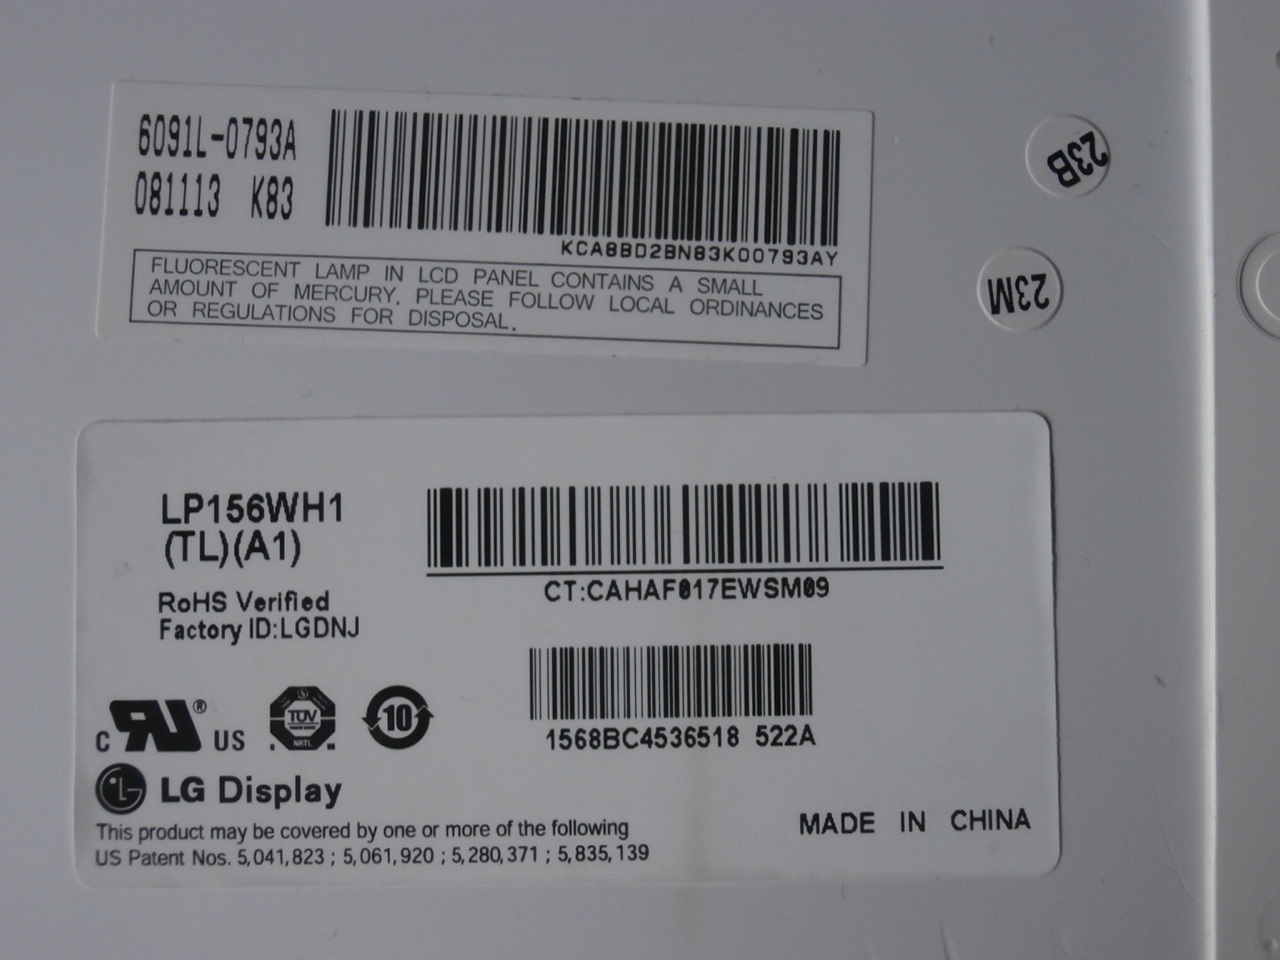 6091L-0793A
081113 K83
KCA8BD2BN83K00793AY
FLUORESCENT LAMP IN LCD PANEL CONTAINS A SMALL
AMOUNT OF MERCURY. PLEASE FOLLOW LOCAL ORDINANCES
OR REGULATIONS FOR DISPOSAL.
23B
23M
LP156WH1
(TL)(A1)
CT:CAHAF017EWSM09
RoHS Verified
Factory ID:LGDNJ
1568BC4536518 522A
C US ®
TÜV
NRTL
10
LG Display
MADE IN CHINA
This product may be covered by one or more of the following
US Patent Nos. 5,041,823 ; 5,061,920 ; 5,280,371 ; 5,835,139